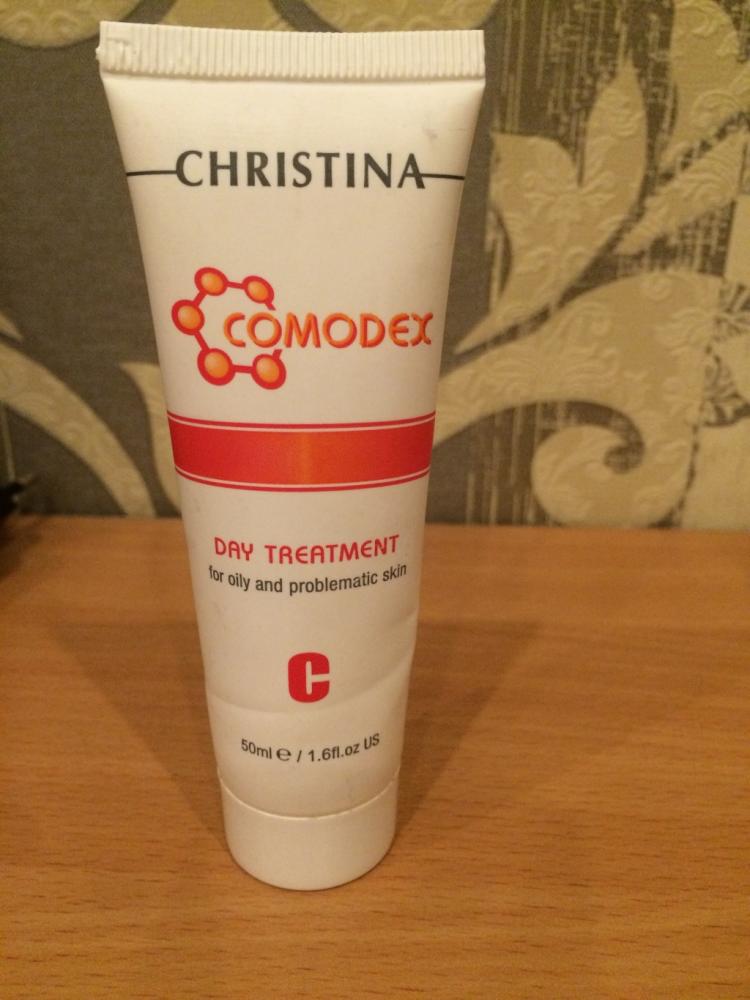 CHRISTINA
COMODEX
DAY TREATMENT
for oily and problematic skin
C
50ml ℮ / 1.6fl.oz US